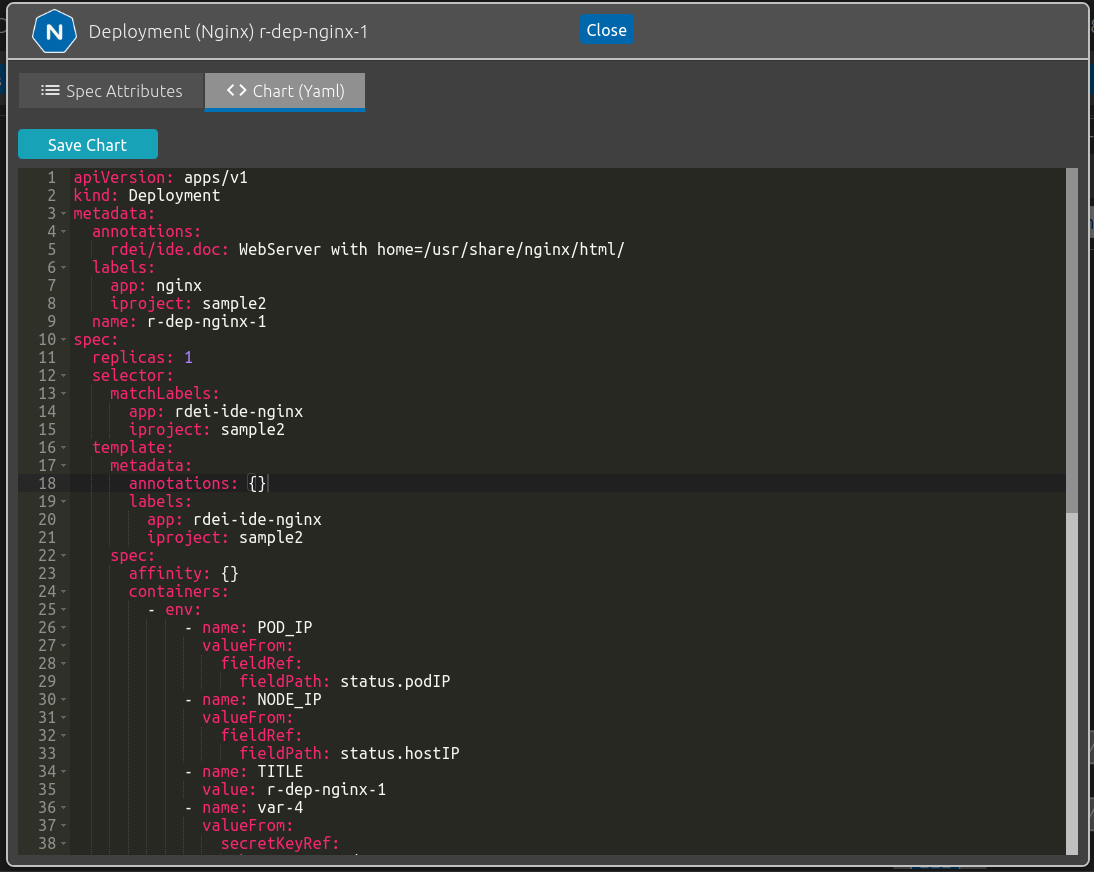 N Deployment (Nginx) r-dep-nginx-1 Close
Spec Attributes <> Chart (Yaml)
Save Chart
1 apiVersion: apps/v1
2 kind: Deployment
3 metadata:
4   annotations:
5     rdei/ide.doc: WebServer with home=/usr/share/nginx/html/
6   labels:
7     app: nginx
8     iproject: sample2
9   name: r-dep-nginx-1
10 spec:
11   replicas: 1
12   selector:
13     matchLabels:
14       app: rdei-ide-nginx
15       iproject: sample2
16   template:
17     metadata:
18       annotations: {}
19       labels:
20         app: rdei-ide-nginx
21         iproject: sample2
22     spec:
23       affinity: {}
24       containers:
25         - env:
26             - name: POD_IP
27               valueFrom:
28                 fieldRef:
29                   fieldPath: status.podIP
30             - name: NODE_IP
31               valueFrom:
32                 fieldRef:
33                   fieldPath: status.hostIP
34             - name: TITLE
35               value: r-dep-nginx-1
36             - name: var-4
37               valueFrom:
38                 secretKeyRef: